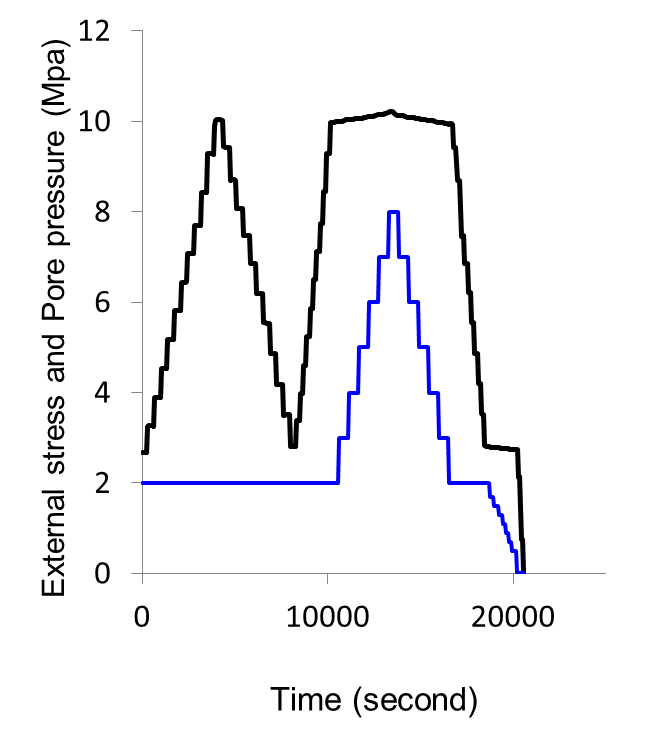 External stress and Pore pressure (Mpa)
12
10
8
6
4
2
0
0 10000 20000
Time (second)